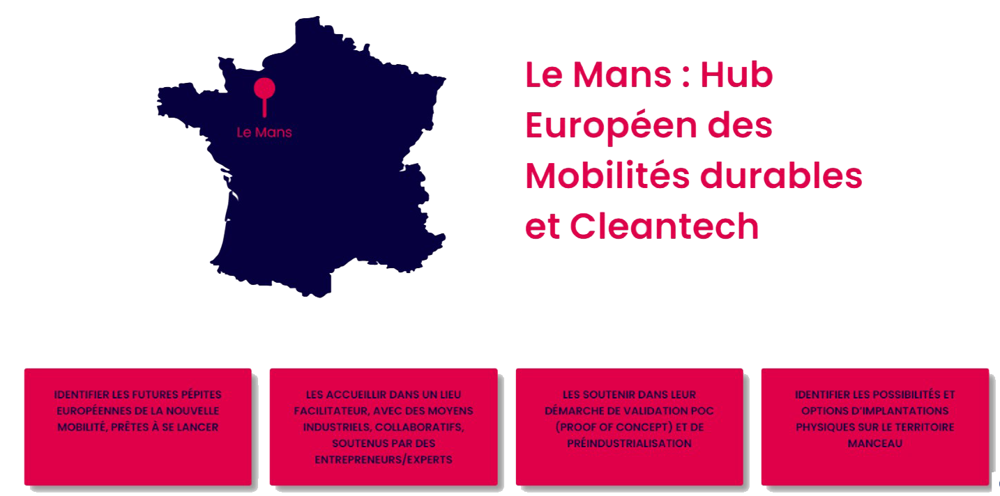 Le Mans
Le Mans : Hub
Européen des
Mobilités durables
et Cleantech
IDENTIFIER LES FUTURES PÉPITES
EUROPÉENNES DE LA NOUVELLE
MOBILITÉ, PRÊTES À SE LANCER
LES ACCUEILLIR DANS UN LIEU
FACILITATEUR, AVEC DES MOYENS
INDUSTRIELS, COLLABORATIFS,
SOUTENUS PAR DES
ENTREPRENEURS/EXPERTS
LES SOUTENIR DANS LEUR
DÉMARCHE DE VALIDATION POC
(PROOF OF CONCEPT) ET DE
PRÉINDUSTRIALISATION
IDENTIFIER LES POSSIBILITÉS ET
OPTIONS D'IMPLANTATIONS
PHYSIQUES SUR LE TERRITOIRE
MANCEAU